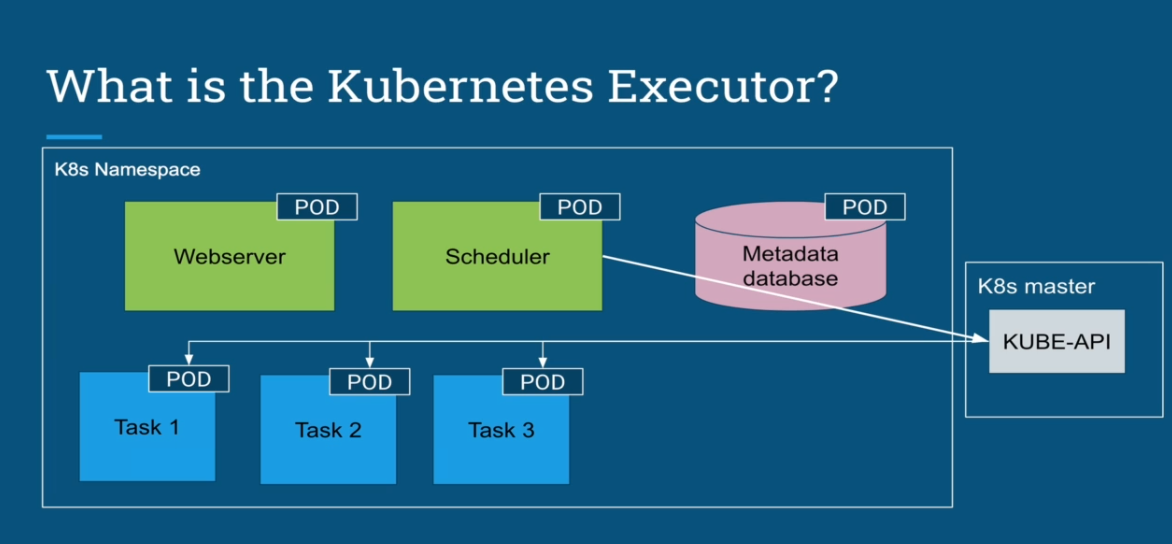 What is the Kubernetes Executor?
K8s Namespace
POD
Webserver
POD
Scheduler
POD
Metadata
database
K8s master
KUBE-API
POD
Task 1
POD
Task 2
POD
Task 3